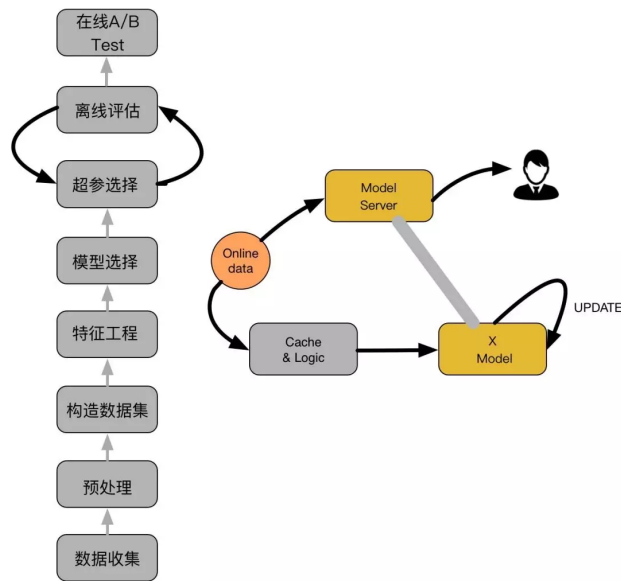 在线A/B
Test
离线评估
超参选择
模型选择
特征工程
构造数据集
预处理
数据收集
Model
Server
Online
data
Cache
& Logic
X
Model
UPDATE